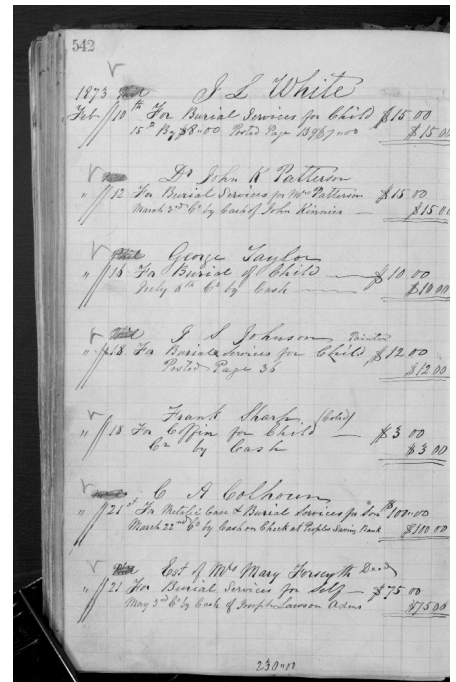 542
1873 J L White
Feb 10th For Burial Services for Child $15 00
15th By $8"00 Posted Page 139 $7"00 $15 00
Dr John K Patterson
" 12 For Burial Services for Mrs Patterson $15 00
March 3rd Cr by Cash of John Kinnier $15 00
George Taylor
" 16 For Burial of Child $10 00
July 8th Cr by Cash $10.00
J S Johnson Painter
" 18 For Burial Services for Child $12 00
Posted Page 36 $12 00
Frank Sharp (Cold)
" 18 For Coffin for Child $3 00
Cr by Cash $3 00
C A Colhoun
" 21st For Metalic Case & Burial Services for Son $100"00
March 22nd Cr by Cash on Check at Peoples Savin Bank $100.00
Est of Mrs Mary Forsyth Decd
" 21 For Burial Services for Self $75 00
May 3rd Cr by Cash of Joseph Lawson Adms $75.00
230"00